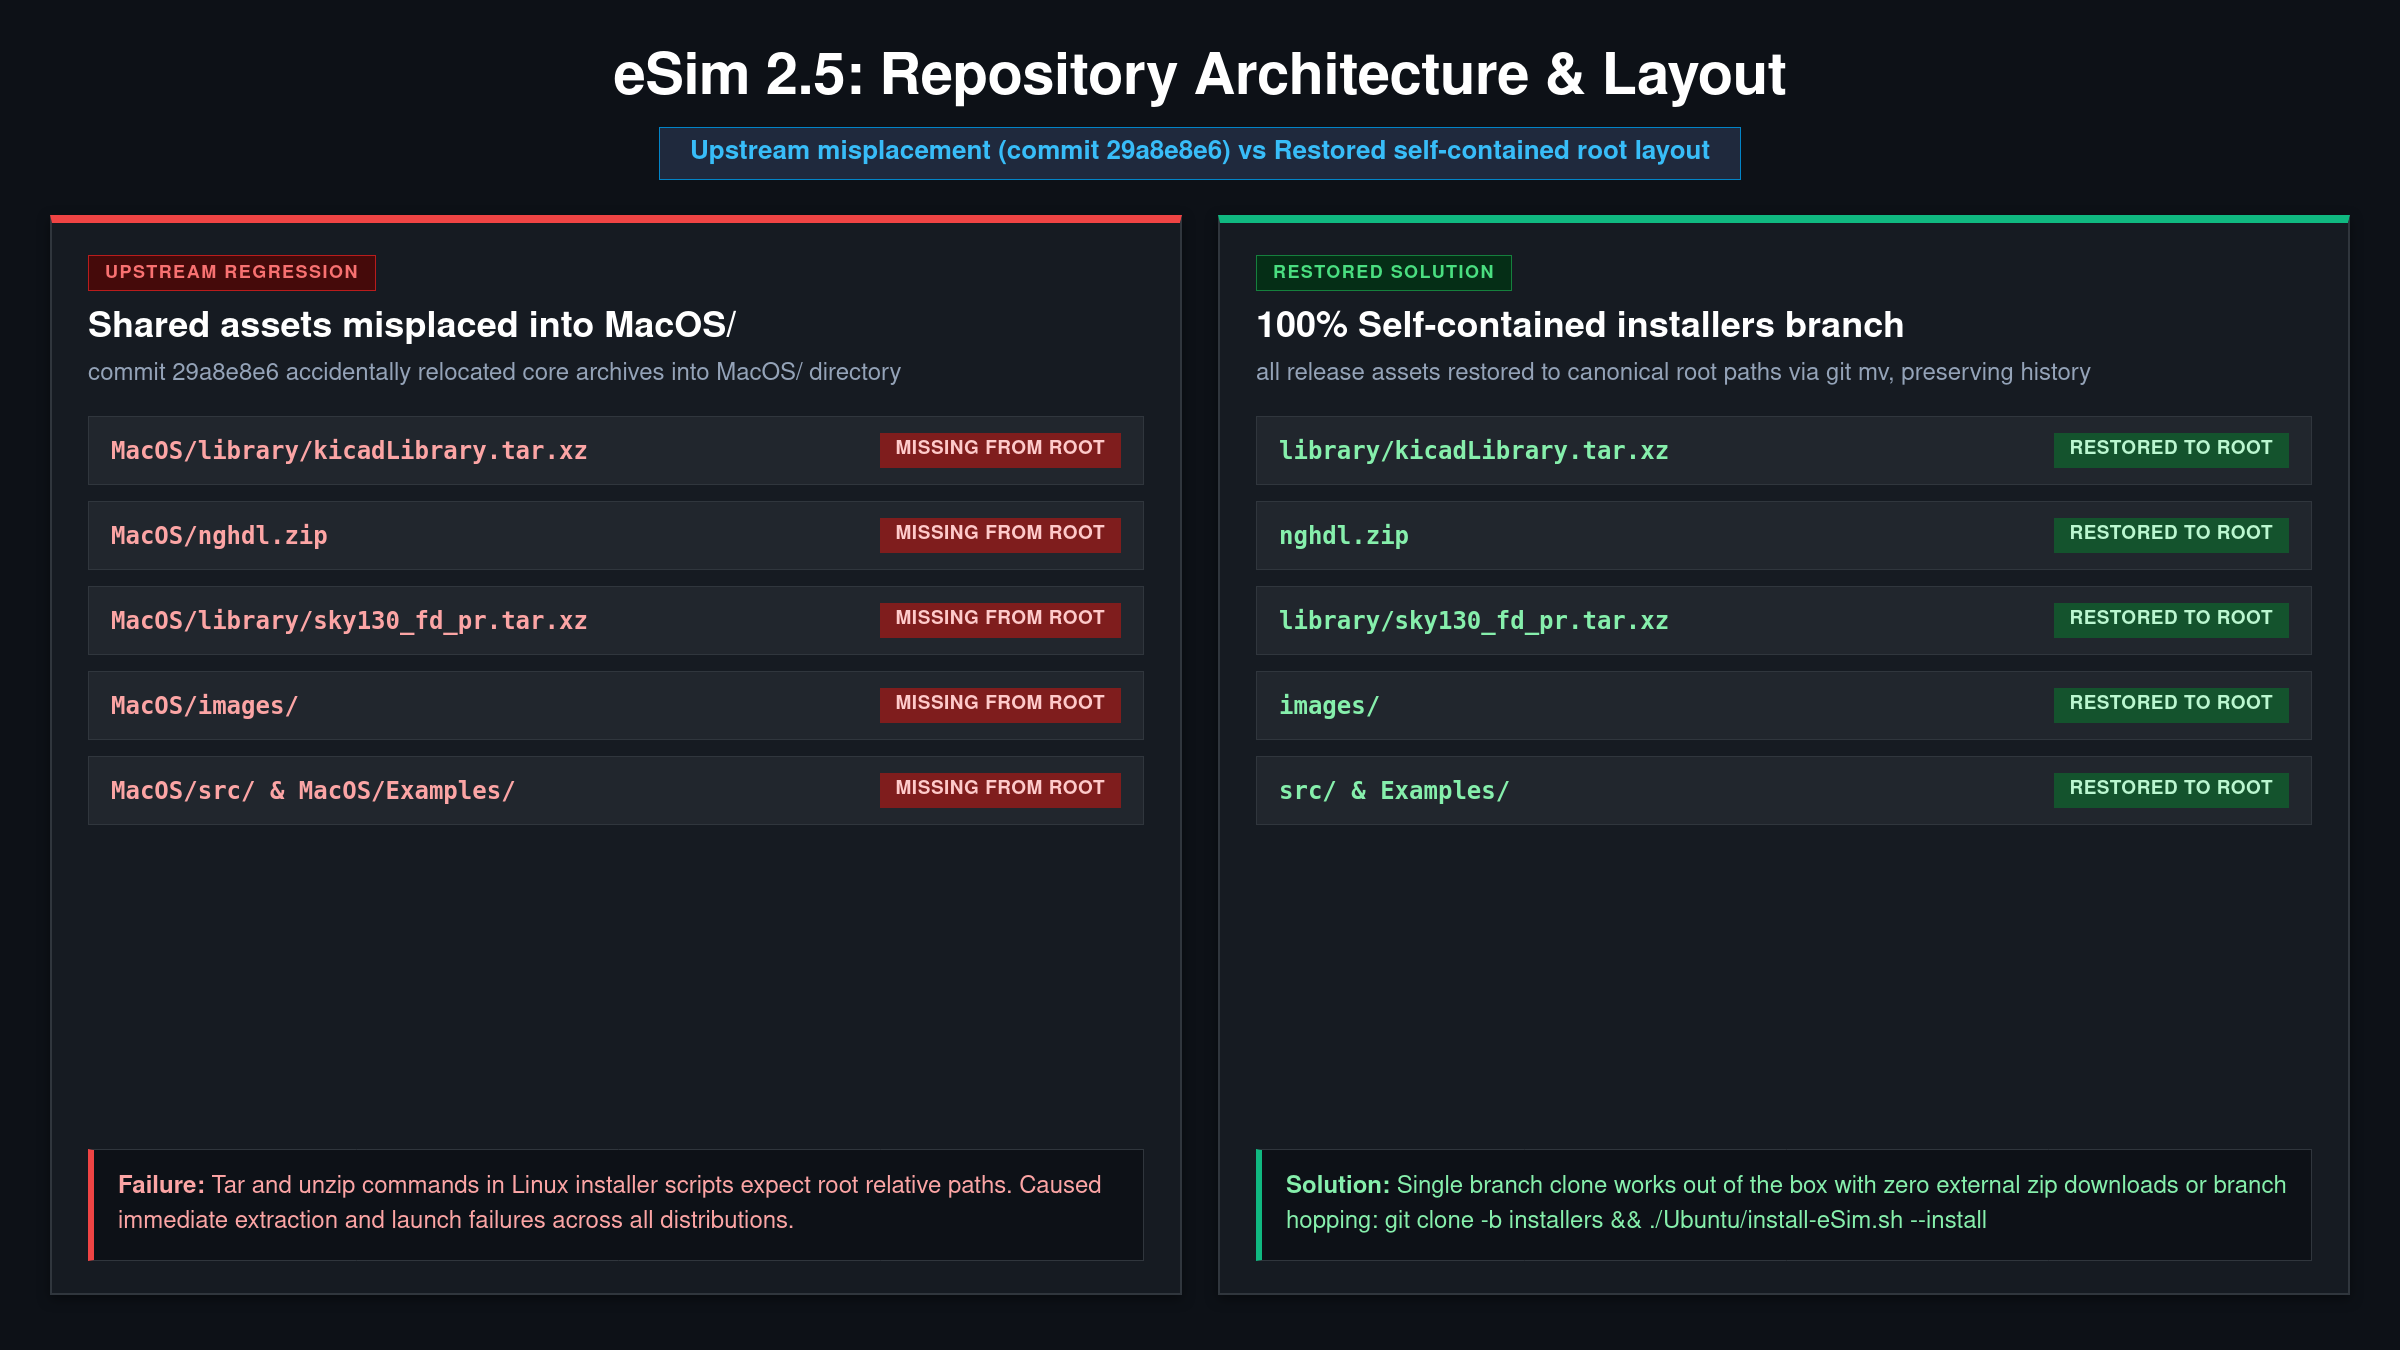 eSim 2.5: Repository Architecture & Layout
Upstream misplacement (commit 29a8e8e6) vs Restored self-contained root layout
UPSTREAM REGRESSION
Shared assets misplaced into MacOS/
commit 29a8e8e6 accidentally relocated core archives into MacOS/ directory
MacOS/library/kicadLibrary.tar.xz MISSING FROM ROOT
MacOS/nghdl.zip MISSING FROM ROOT
MacOS/library/sky130_fd_pr.tar.xz MISSING FROM ROOT
MacOS/images/ MISSING FROM ROOT
MacOS/src/ & MacOS/Examples/ MISSING FROM ROOT
Failure: Tar and unzip commands in Linux installer scripts expect root relative paths. Caused
immediate extraction and launch failures across all distributions.
RESTORED SOLUTION
100% Self-contained installers branch
all release assets restored to canonical root paths via git mv, preserving history
library/kicadLibrary.tar.xz RESTORED TO ROOT
nghdl.zip RESTORED TO ROOT
library/sky130_fd_pr.tar.xz RESTORED TO ROOT
images/ RESTORED TO ROOT
src/ & Examples/ RESTORED TO ROOT
Solution: Single branch clone works out of the box with zero external zip downloads or branch
hopping: git clone -b installers && ./Ubuntu/install-eSim.sh --install